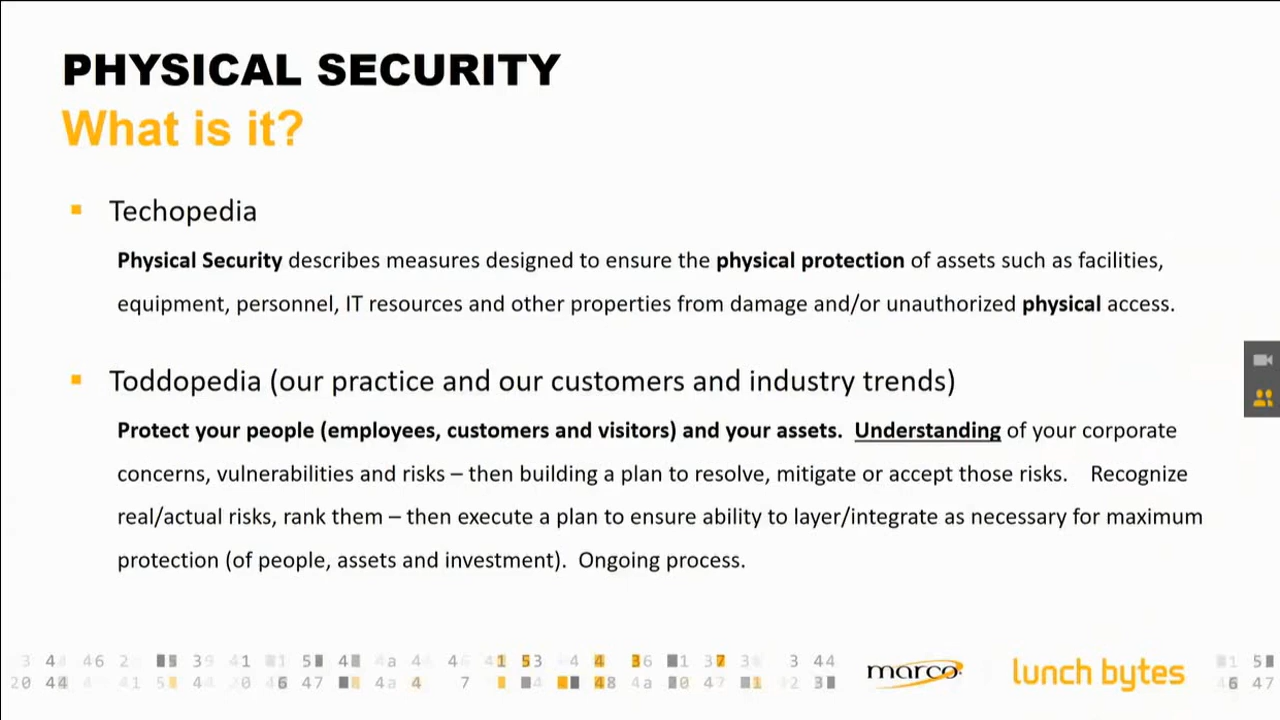 PHYSICAL SECURITY
What is it?
Techopedia
Physical Security describes measures designed to ensure the physical protection of assets such as facilities,
equipment, personnel, IT resources and other properties from damage and/or unauthorized physical access.
Toddopedia (our practice and our customers and industry trends)
Protect your people (employees, customers and visitors) and your assets.  Understanding of your corporate
concerns, vulnerabilities and risks – then building a plan to resolve, mitigate or accept those risks.    Recognize
real/actual risks, rank them – then execute a plan to ensure ability to layer/integrate as necessary for maximum
protection (of people, assets and investment).  Ongoing process.
marco
lunch bytes